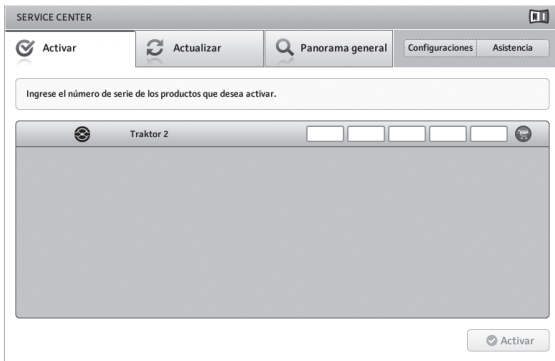 SERVICE CENTER
Activar
Actualizar
Panorama general
Configuraciones
Asistencia
Ingrese el número de serie de los productos que desea activar.
Traktor 2
Activar